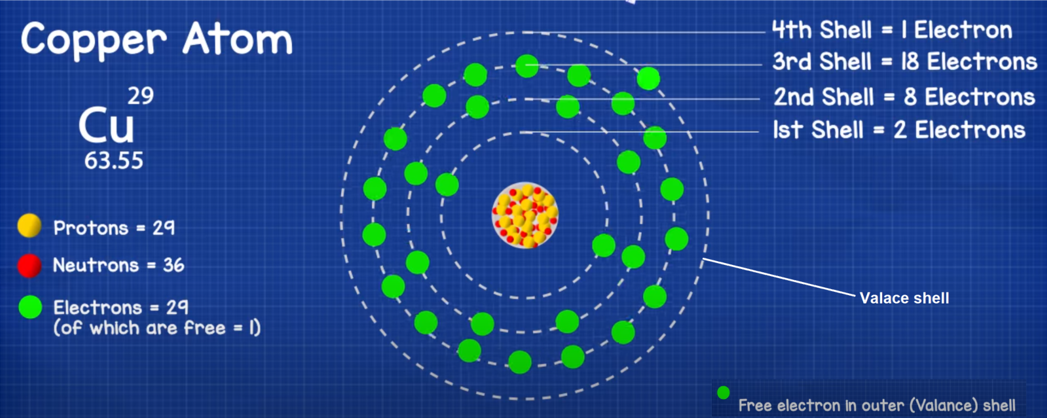 Copper Atom
29
Cu
63.55
Protons = 29
Neutrons = 36
Electrons = 29
(of which are free = 1)
4th Shell = 1 Electron
3rd Shell = 18 Electrons
2nd Shell = 8 Electrons
1st Shell = 2 Electrons
Valace shell
Free electron in outer (Valance) shell